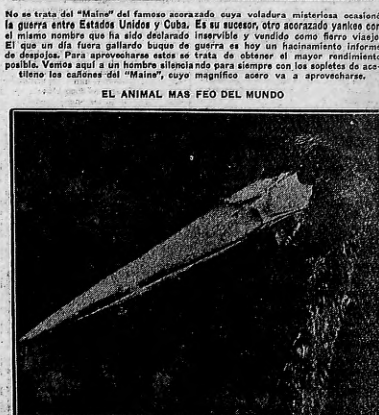 No se trata del "Maine" del famoso acorazado cuya voladura misteriosa ocasionó
la guerra entre Estados Unidos y Cuba. Es su sucesor, otro acorazado yankee con
el mismo nombre que ha sido declarado inservible y vendido como fierro viejo.
El que un día fuera gallardo buque de guerra es hoy un hacinamiento informe
de despojos. Para aprovecharse estos se trata de obtener el mayor rendimiento
posible. Vemos aquí a un hombre silenciando para siempre con los sopletes de ace-
tileno los cañones del "Maine", cuyo magnífico acero va a aprovecharse.
EL ANIMAL MAS FEO DEL MUNDO